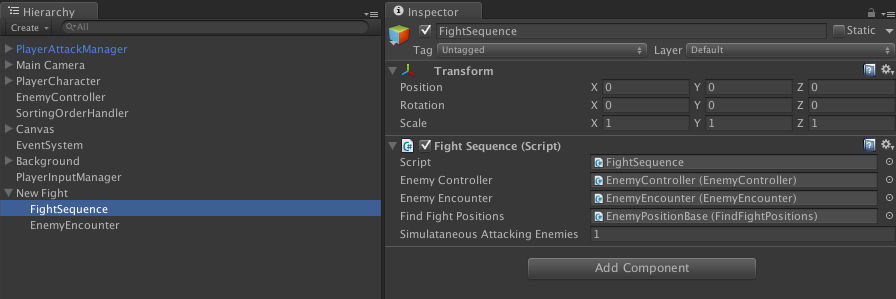 Hierarchy
Create
All
PlayerAttackManager
Main Camera
PlayerCharacter
EnemyController
SortingOrderHandler
Canvas
EventSystem
Background
PlayerInputManager
New Fight
FightSequence
EnemyEncounter
Inspector
FightSequence Static
Tag Untagged Layer Default
Transform
Position X 0 Y 0 Z 0
Rotation X 0 Y 0 Z 0
Scale X 1 Y 1 Z 1
C# Fight Sequence (Script)
Script FightSequence
Enemy Controller EnemyController (EnemyController)
Enemy Encounter EnemyEncounter (EnemyEncounter)
Find Fight Positions EnemyPositionBase (FindFightPositions)
Simulataneous Attacking Enemies 1
Add Component